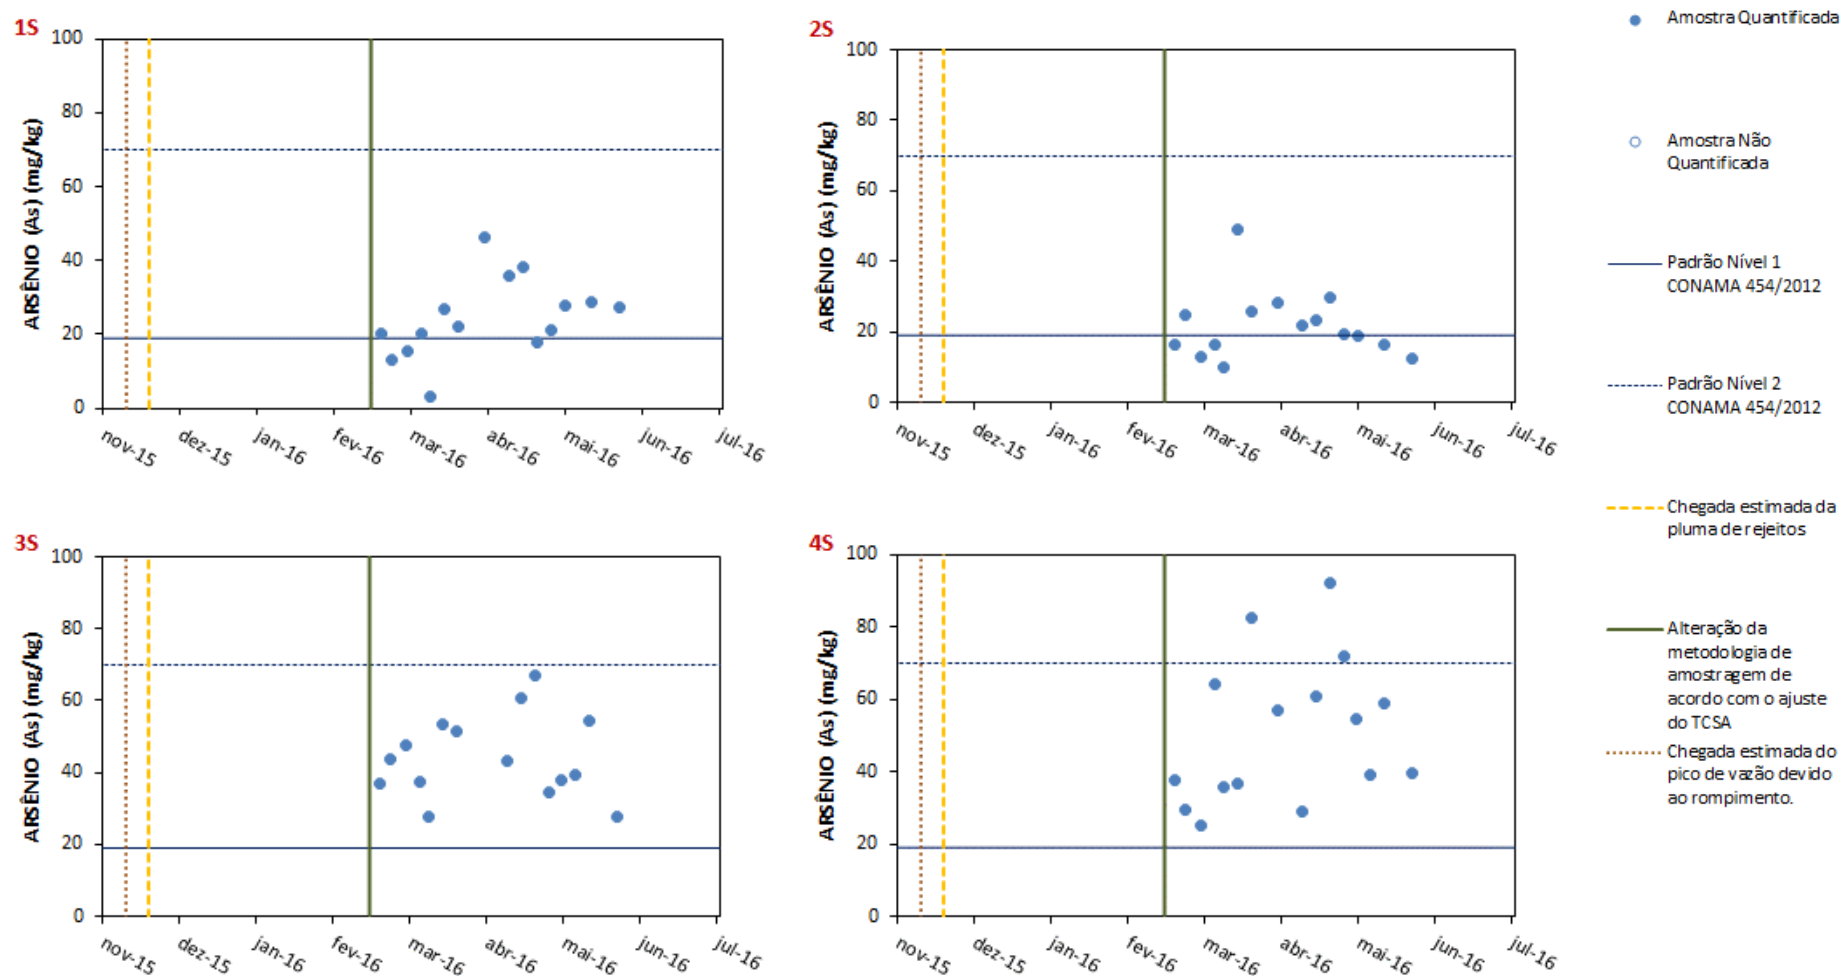 1S
ARSÊNIO (As) (mg/kg)
100
80
60
40
20
0
nov-15
dez-15
jan-16
fev-16
mar-16
abr-16
mai-16
jun-16
jul-16
2S
ARSÊNIO (As) (mg/kg)
100
80
60
40
20
0
nov-15
dez-15
jan-16
fev-16
mar-16
abr-16
mai-16
jun-16
jul-16
3S
ARSÊNIO (As) (mg/kg)
100
80
60
40
20
0
nov-15
dez-15
jan-16
fev-16
mar-16
abr-16
mai-16
jun-16
jul-16
4S
ARSÊNIO (As) (mg/kg)
100
80
60
40
20
0
nov-15
dez-15
jan-16
fev-16
mar-16
abr-16
mai-16
jun-16
jul-16
Amostra Quantificada
Amostra Não
Quantificada
Padrão Nível 1
CONAMA 454/2012
Padrão Nível 2
CONAMA 454/2012
Chegada estimada da
pluma de rejeitos
Alteração da
metodologia de
amostragem de
acordo com o ajuste
do TCSA
Chegada estimada do
pico de vazão devido
ao rompimento.